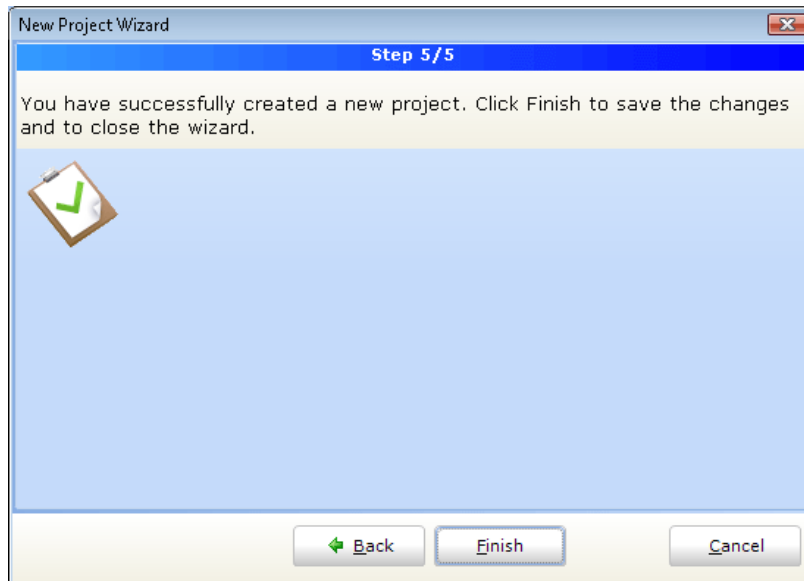 New Project Wizard
Step 5/5
You have successfully created a new project. Click Finish to save the changes
and to close the wizard.
Back
Finish
Cancel